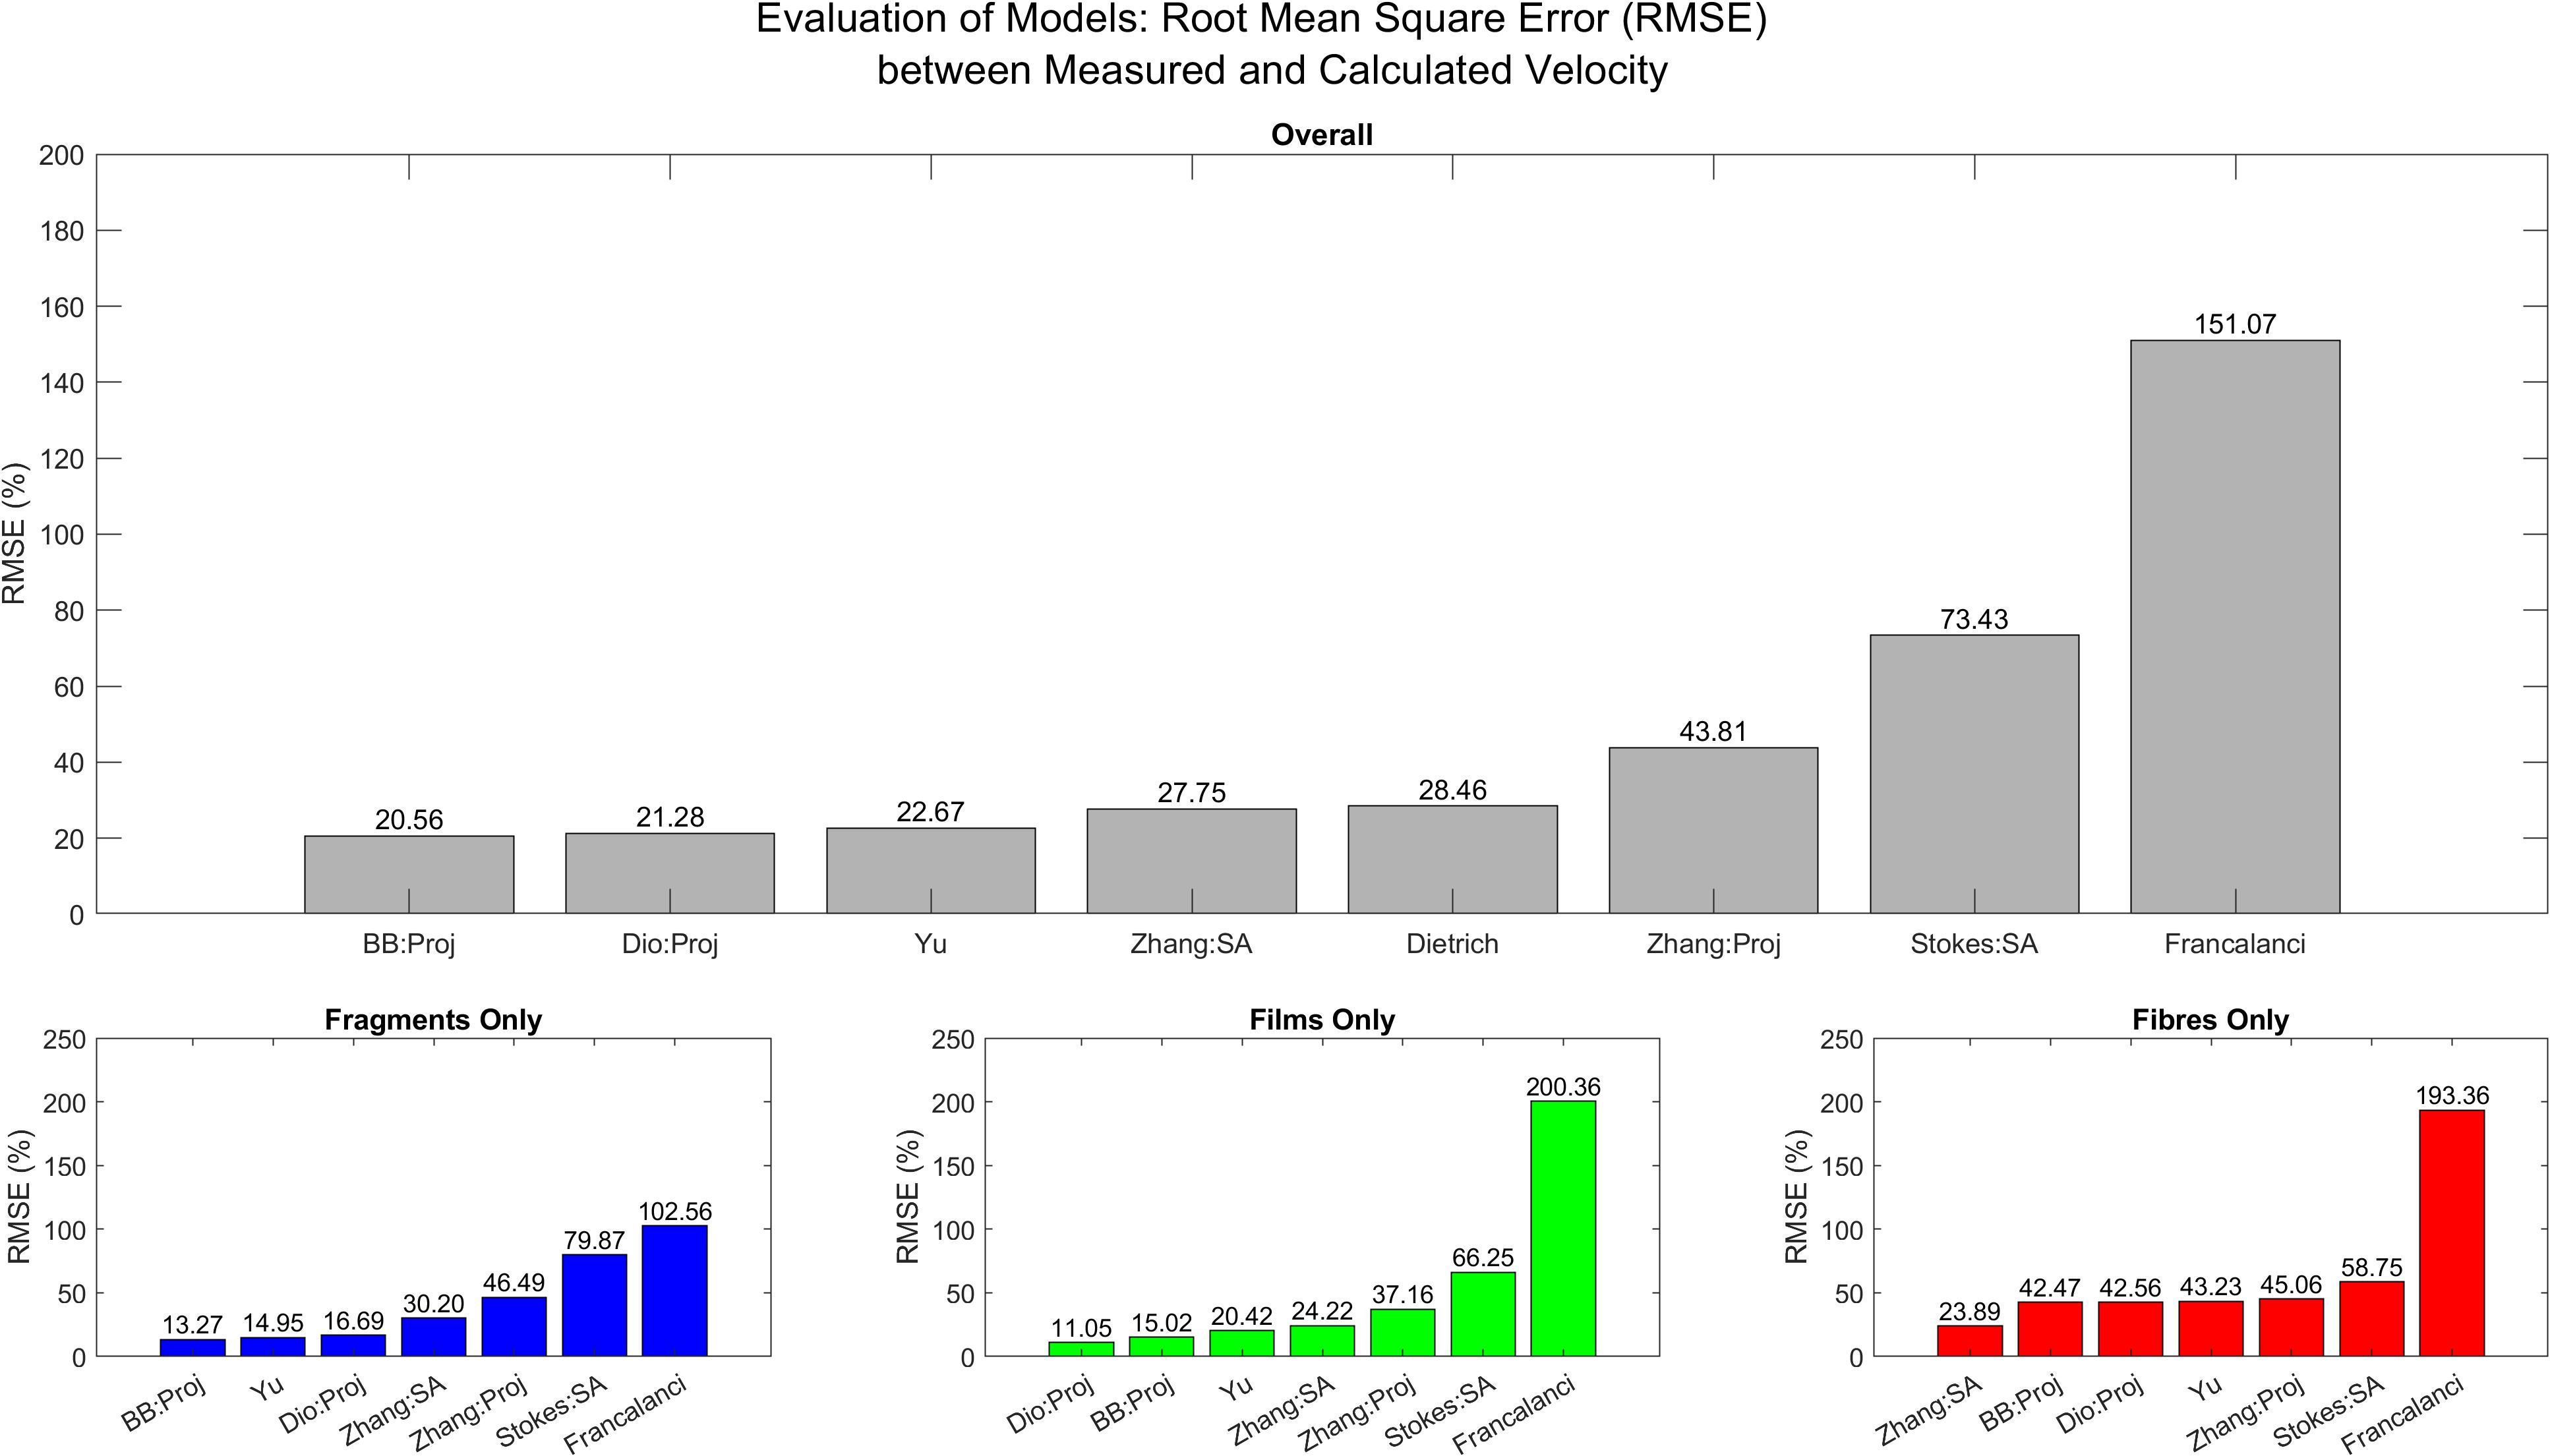 Evaluation of Models: Root Mean Square Error (RMSE)
between Measured and Calculated Velocity
Overall
RMSE (%)
200
180
160
140
120
100
80
60
40
20
0
20.56
21.28
22.67
27.75
28.46
43.81
73.43
151.07
BB:Proj
Dio:Proj
Yu
Zhang:SA
Dietrich
Zhang:Proj
Stokes:SA
Francalanci
Fragments Only
RMSE (%)
250
200
150
100
50
0
13.27
14.95
16.69
30.20
46.49
79.87
102.56
BB:Proj
Yu
Dio:Proj
Zhang:SA
Zhang:Proj
Stokes:SA
Francalanci
Films Only
RMSE (%)
250
200
150
100
50
0
11.05
15.02
20.42
24.22
37.16
66.25
200.36
Dio:Proj
BB:Proj
Yu
Zhang:SA
Zhang:Proj
Stokes:SA
Francalanci
Fibres Only
RMSE (%)
250
200
150
100
50
0
23.89
42.47
42.56
43.23
45.06
58.75
193.36
Zhang:SA
BB:Proj
Dio:Proj
Yu
Zhang:Proj
Stokes:SA
Francalanci